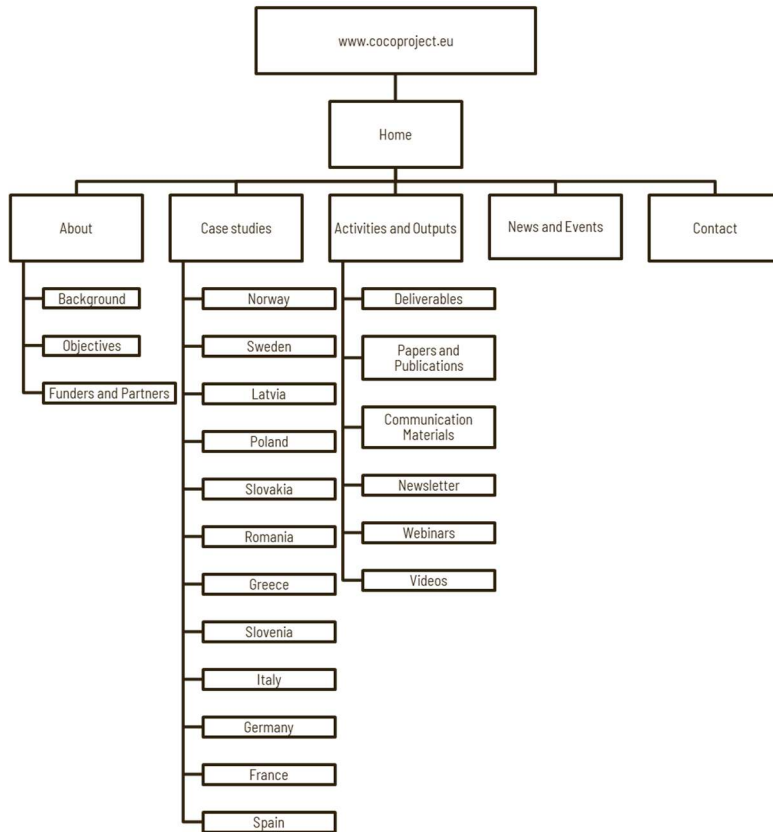 www.cocoproject.eu
Home
About
Case studies
Activities and Outputs
News and Events
Contact
Background
Objectives
Funders and Partners
Norway
Sweden
Latvia
Poland
Slovakia
Romania
Greece
Slovenia
Italy
Germany
France
Spain
Deliverables
Papers and
Publications
Communication
Materials
Newsletter
Webinars
Videos